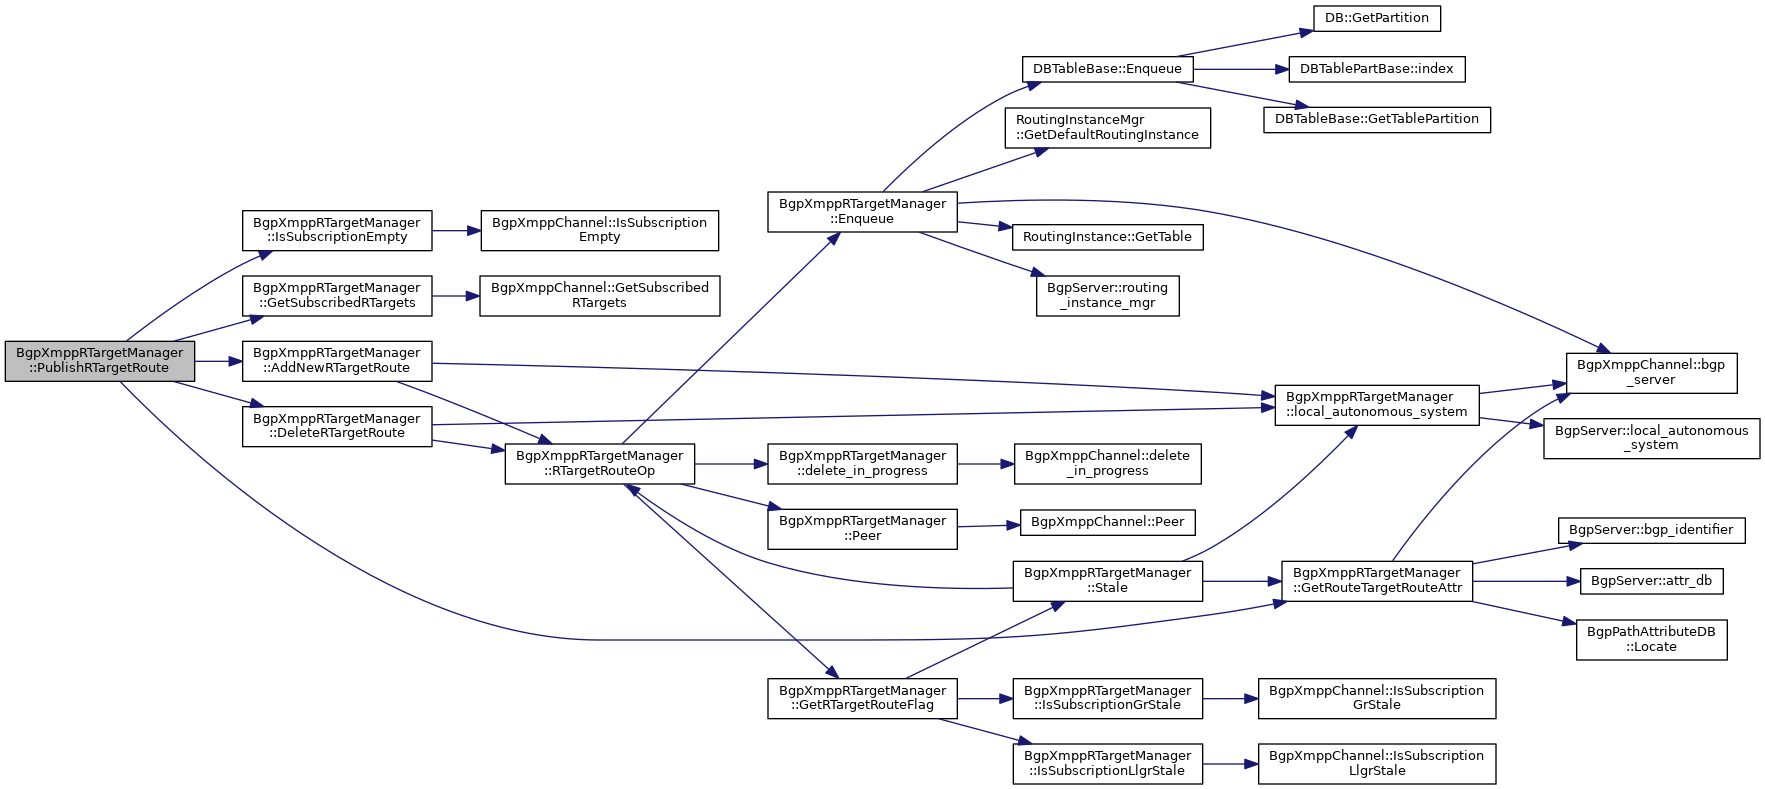 BgpXmppRTargetManager
::PublishRTargetRoute
BgpXmppRTargetManager
::IsSubscriptionEmpty
BgpXmppChannel::IsSubscription
Empty
BgpXmppRTargetManager
::GetSubscribedRTargets
BgpXmppChannel::GetSubscribed
RTargets
BgpXmppRTargetManager
::AddNewRTargetRoute
BgpXmppRTargetManager
::DeleteRTargetRoute
BgpXmppRTargetManager
::RTargetRouteOp
BgpXmppRTargetManager
::Enqueue
DBTableBase::Enqueue
DB::GetPartition
DBTablePartBase::index
DBTableBase::GetTablePartition
RoutingInstanceMgr
::GetDefaultRoutingInstance
RoutingInstance::GetTable
BgpServer::routing
_instance_mgr
BgpXmppChannel::bgp
_server
BgpXmppRTargetManager
::local_autonomous_system
BgpServer::local_autonomous
_system
BgpXmppRTargetManager
::delete_in_progress
BgpXmppChannel::delete
_in_progress
BgpXmppRTargetManager
::Peer
BgpXmppChannel::Peer
BgpXmppRTargetManager
::Stale
BgpXmppRTargetManager
::GetRouteTargetRouteAttr
BgpServer::bgp_identifier
BgpServer::attr_db
BgpPathAttributeDB
::Locate
BgpXmppRTargetManager
::GetRTargetRouteFlag
BgpXmppRTargetManager
::IsSubscriptionGrStale
BgpXmppChannel::IsSubscription
GrStale
BgpXmppRTargetManager
::IsSubscriptionLlgrStale
BgpXmppChannel::IsSubscription
LlgrStale